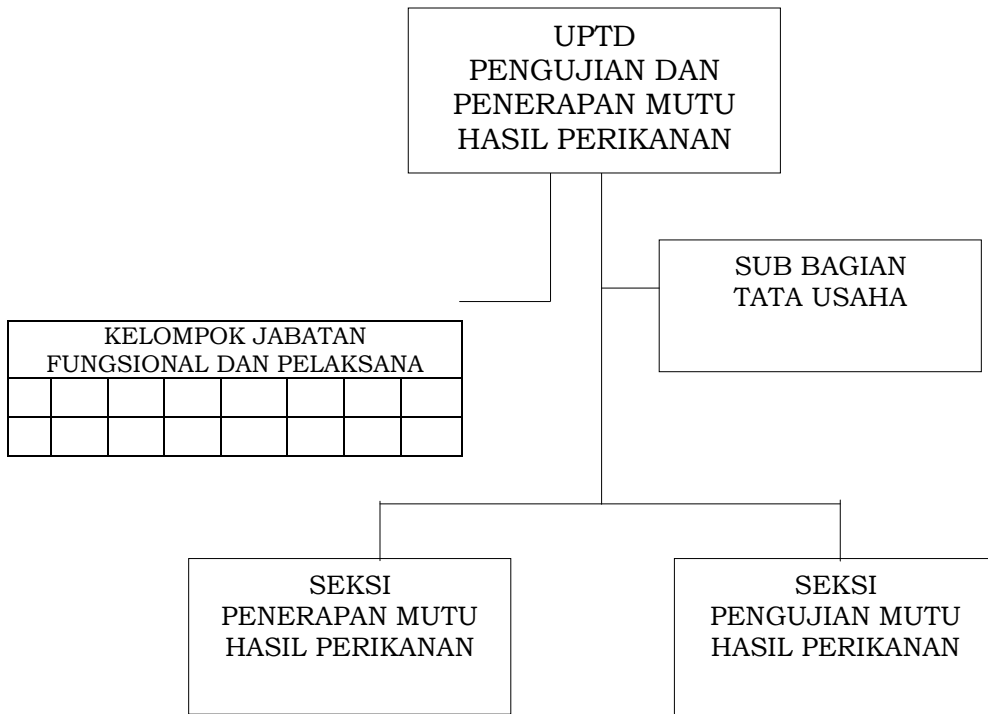 UPTD
PENGUJIAN DAN
PENERAPAN MUTU
HASIL PERIKANAN
SUB BAGIAN
TATA USAHA
KELOMPOK JABATAN
FUNGSIONAL DAN PELAKSANA
SEKSI
PENERAPAN MUTU
HASIL PERIKANAN
SEKSI
PENGUJIAN MUTU
HASIL PERIKANAN